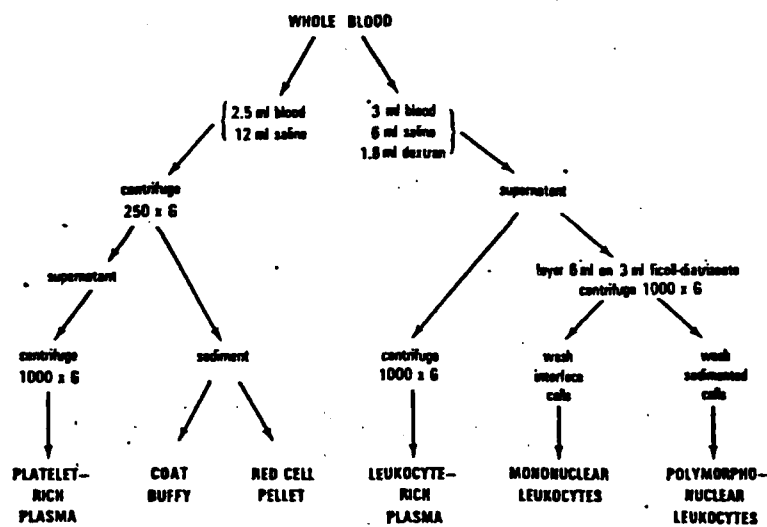 WHOLE BLOOD
2.5 ml blood
12 ml saline
3 ml blood
6 ml saline
1.8 ml dextran
centrifuge
250 x G
supernatant
supernatant
layer 6 ml on 3 ml ficoll-diatrizoate
centrifuge 1000 x G
centrifuge
1000 x G
sediment
centrifuge
1000 x G
wash
interface
cells
wash
sedimented
cells
PLATELET-
RICH
PLASMA
COAT
BUFFY
RED CELL
PELLET
LEUKOCYTE-
RICH
PLASMA
MONONUCLEAR
LEUKOCYTES
POLYMORPHO-
NUCLEAR
LEUKOCYTES